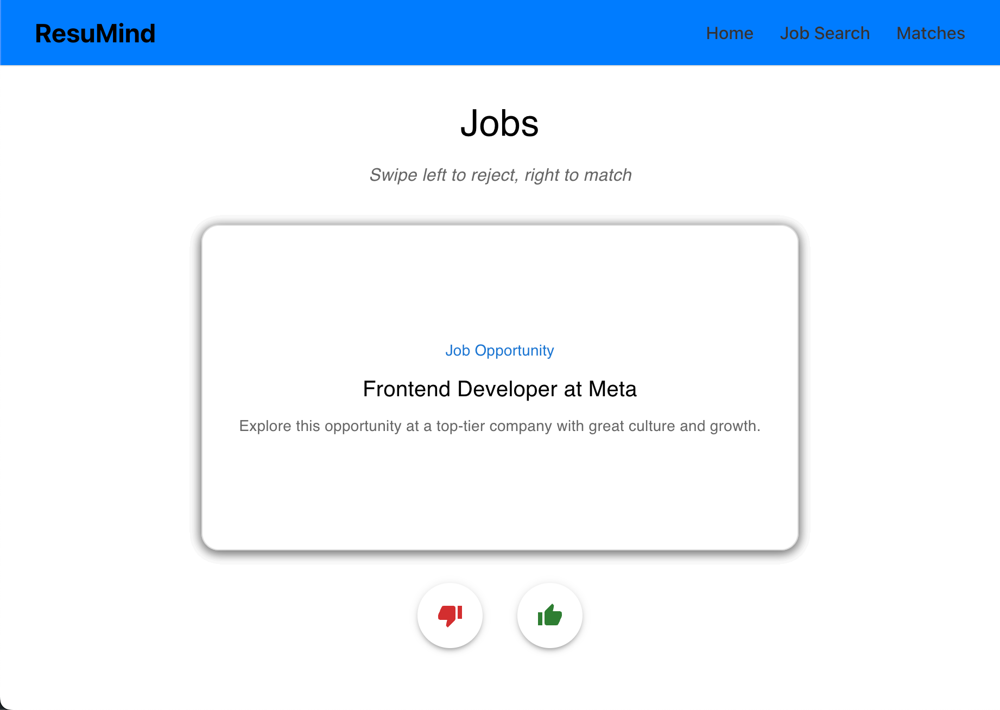 ResuMind
Home Job Search Matches
Jobs
Swipe left to reject, right to match
Job Opportunity
Frontend Developer at Meta
Explore this opportunity at a top-tier company with great culture and growth.